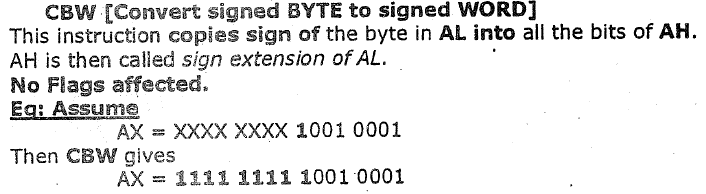 CBW [Convert signed BYTE to signed WORD]
This instruction copies sign of the byte in AL into all the bits of AH.
AH is then called sign extension of AL.
No Flags affected.
Eg: Assume
AX = XXXX XXXX 1001 0001
Then CBW gives
AX = 1111 1111 1001 0001